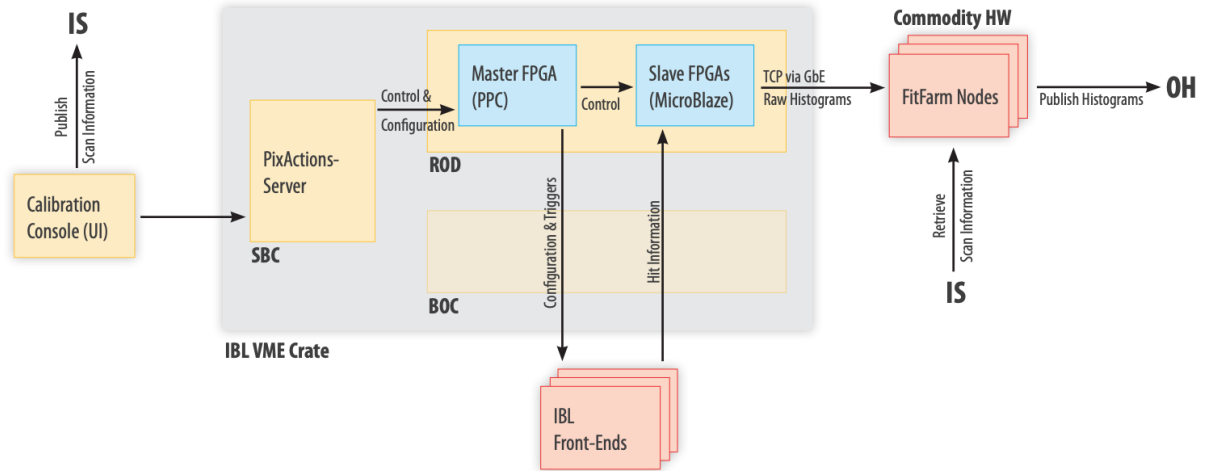 IS
Publish
Scan Information
Calibration
Console (UI)
PixActions-
Server
SBC
IBL VME Crate
Control &
Configuration
Master FPGA
(PPC)
Control
Slave FPGAs
(MicroBlaze)
ROD
BOC
Configuration & Triggers
Hit Information
IBL
Front-Ends
TCP via GbE
Raw Histograms
Commodity HW
FitFarm Nodes
Publish Histograms
OH
Retrieve
Scan Information
IS